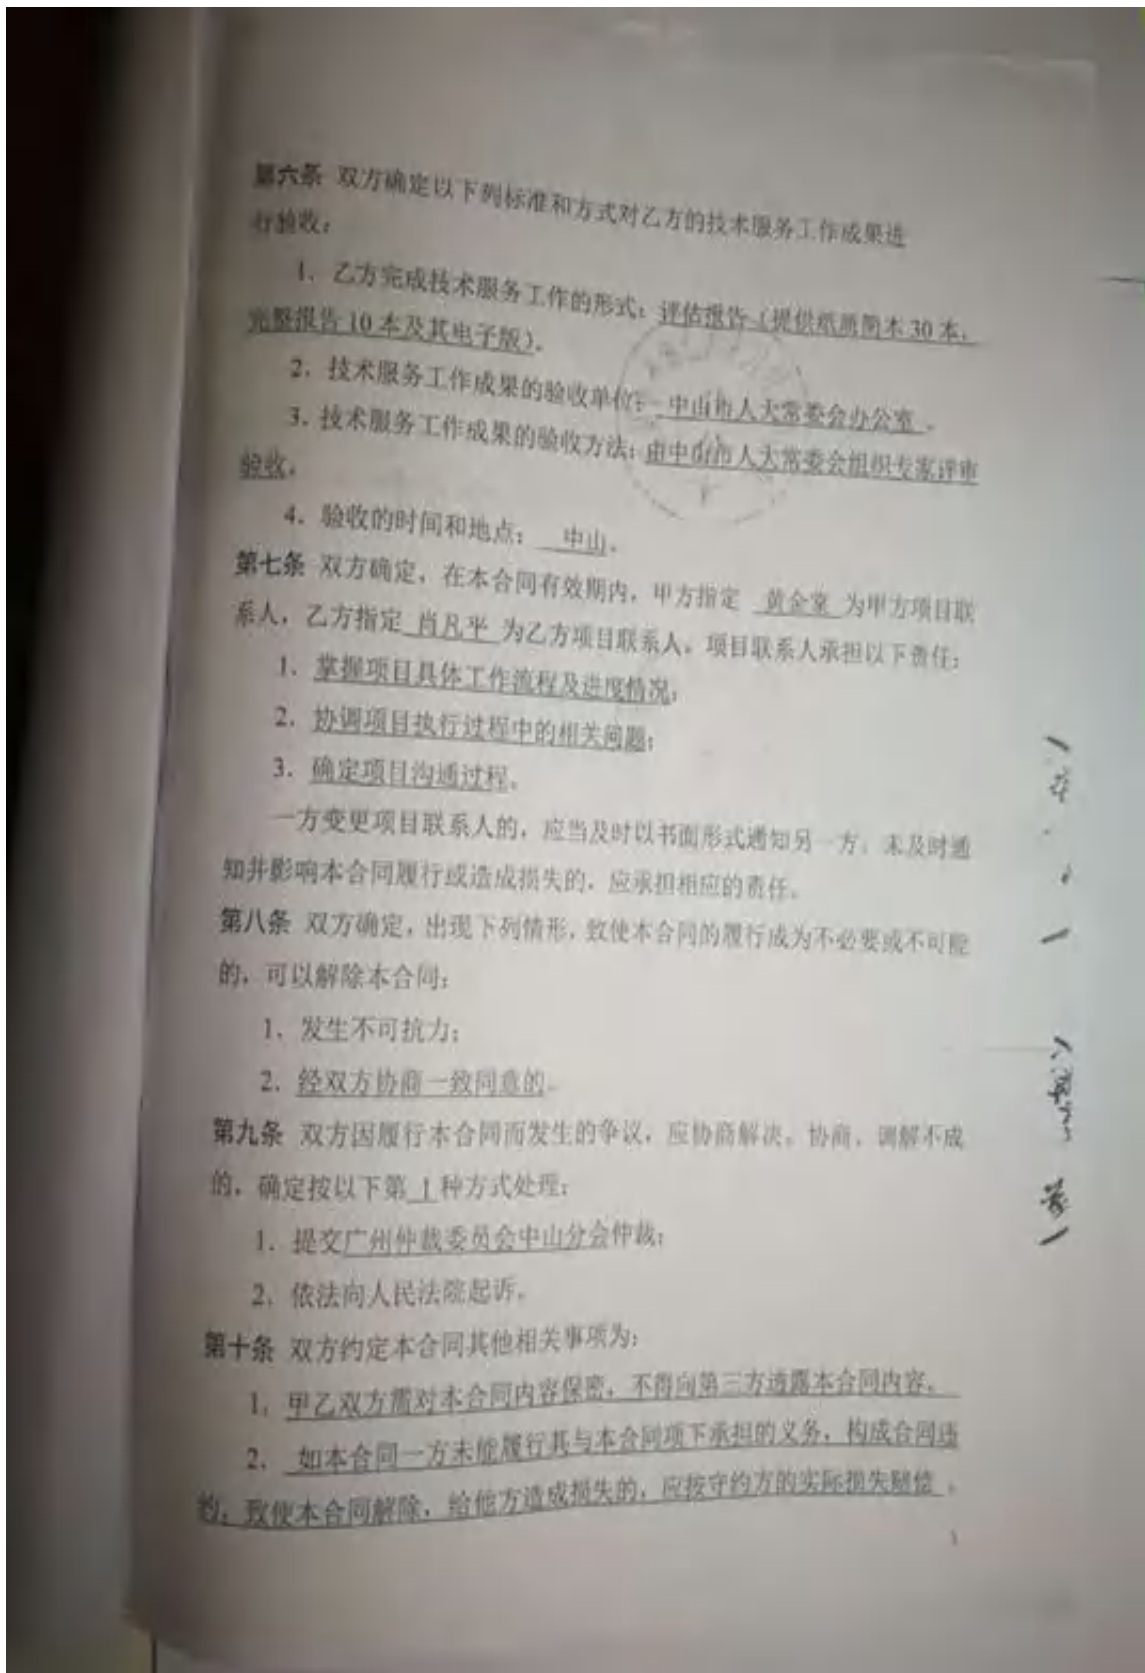 第六条 双方确定以下列标准和方式对乙方的技术服务工作成果进
行验收：
1. 乙方完成技术服务工作的形式：评估报告（提供纸质简本30本，
完整报告10本及其电子版）.
2. 技术服务工作成果的验收单位：中山市人大常委会办公室.
3. 技术服务工作成果的验收方法：由中山市人大常委会组织专家评审
验收.
4. 验收的时间和地点： 中山.
第七条 双方确定，在本合同有效期内，甲方指定 黄金 为甲方项目联
系人，乙方指定 肖凡平 为乙方项目联系人。项目联系人承担以下责任：
1. 掌握项目具体工作流程及进度情况；
2. 协调项目执行过程中的相关问题；
3. 确定项目沟通过程.
一方变更项目联系人的，应当及时以书面形式通知另一方。未及时通
知并影响本合同履行或造成损失的，应承担相应的责任.
第八条 双方确定，出现下列情形，致使本合同的履行成为不必要或不可能
的，可以解除本合同：
1. 发生不可抗力；
2. 经双方协商一致同意的.
第九条 双方因履行本合同而发生的争议，应协商解决。协商、调解不成
的，确定按以下第 1 种方式处理：
1. 提交广州仲裁委员会中山分会仲裁；
2. 依法向人民法院起诉.
第十条 双方约定本合同其他相关事项为：
1. 甲乙双方需对本合同内容保密，不得向第三方透露本合同内容.
2. 如本合同一方未能履行其与本合同项下承担的义务，构成合同违
约，致使本合同解除，给他方造成损失的，应按守约方的实际损失赔偿 .